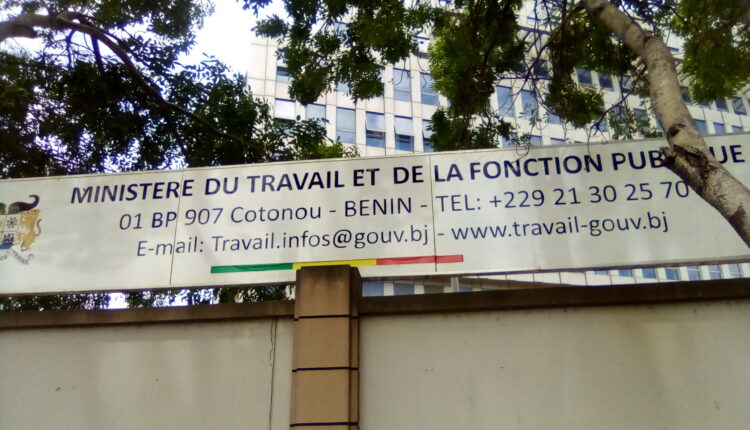 MINISTERE DU TRAVAIL ET DE LA FONCTION PUBLIQUE
01 BP 907 Cotonou - BENIN - TEL: +229 21 30 25 70
E-mail: Travail.infos@gouv.bj - www.travail-gouv.bj